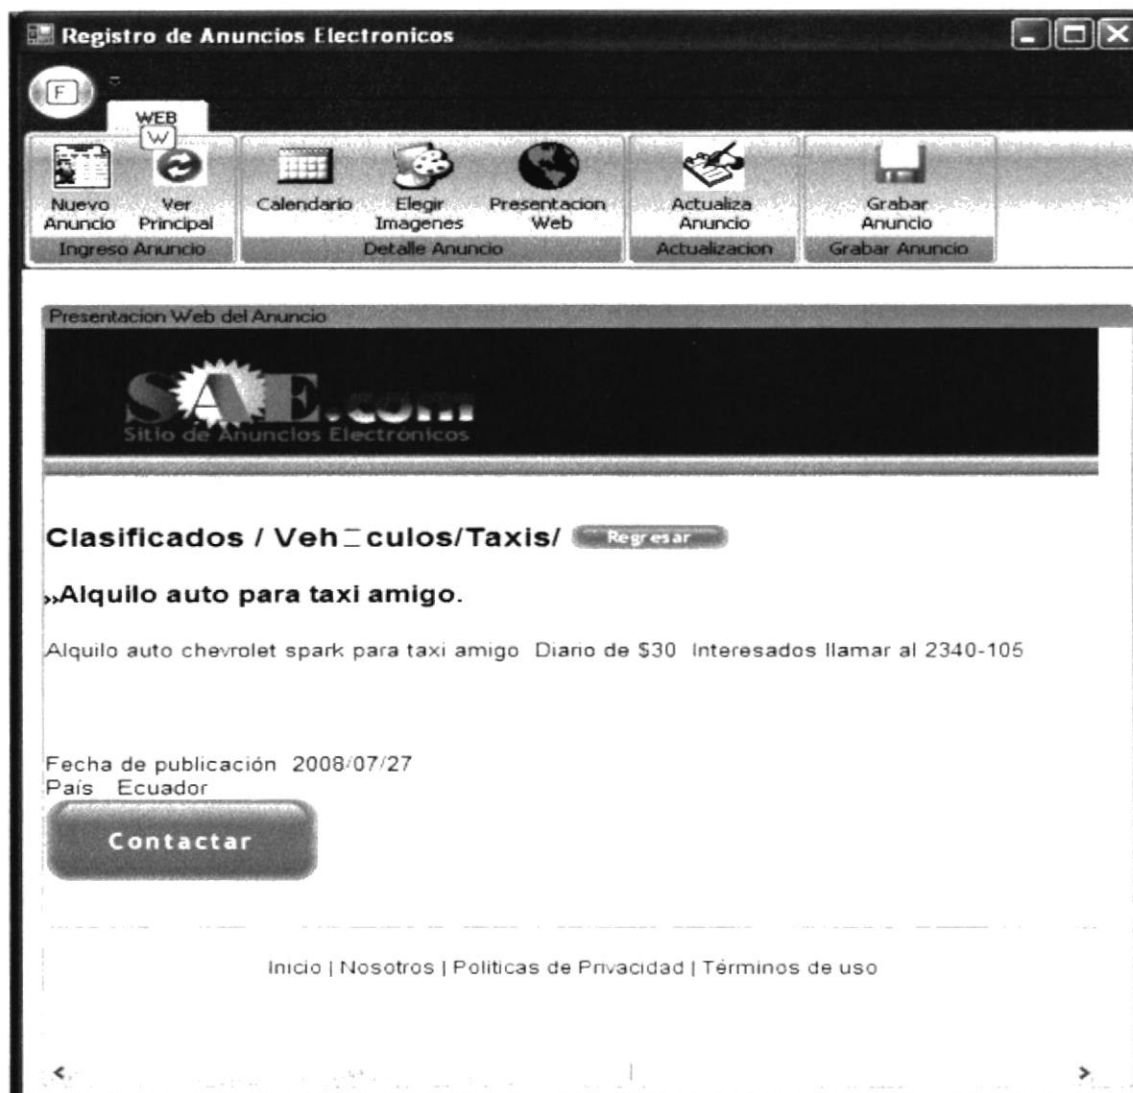 Registro de Anuncios Electronicos
F
WEB
W
Nuevo Anuncio
Ver Principal
Calendario
Elegir Imagenes
Presentacion Web
Actualiza Anuncio
Grabar Anuncio
Ingreso Anuncio
Detalle Anuncio
Actualizacion
Grabar Anuncio
Presentacion Web del Anuncio
SAE.com
Sitio de Anuncios Electronicos
Clasificados / Veh□culos/Taxis/ Regresar
»Alquilo auto para taxi amigo.
Alquilo auto chevrolet spark para taxi amigo Diario de $30 Interesados llamar al 2340-105
Fecha de publicación 2008/07/27
País Ecuador
Contactar
Inicio | Nosotros | Políticas de Privacidad | Términos de uso